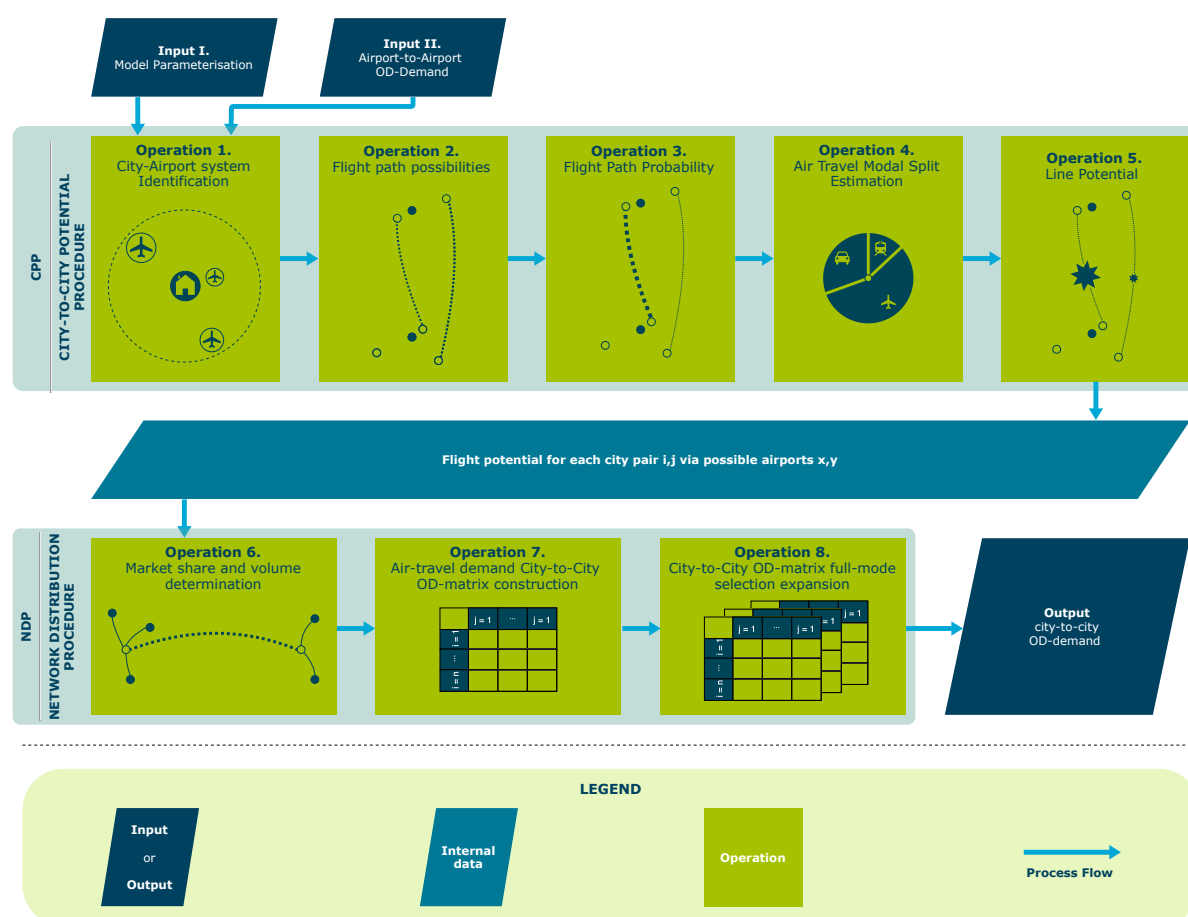 Input I.
Model Parameterisation
Input II.
Airport-to-Airport
OD-Demand
CPP
CITY-TO-CITY POTENTIAL
PROCEDURE
Operation 1.
City-Airport system
Identification
Operation 2.
Flight path possibilities
Operation 3.
Flight Path Probability
Operation 4.
Air Travel Modal Split
Estimation
Operation 5.
Line Potential
Flight potential for each city pair i,j via possible airports x,y
NDP
NETWORK DISTRIBUTION
PROCEDURE
Operation 6.
Market share and volume
determination
Operation 7.
Air-travel demand City-to-City
OD-matrix construction
j = 1 ... j = 1
i = 1
...
i = n
Operation 8.
City-to-City OD-matrix full-mode
selection expansion
j = 1
= 1
j = 1 ... j = 1
i = 1
...
i = n
Output
city-to-city
OD-demand
LEGEND
Input
or
Output
Internal
data
Operation
Process Flow